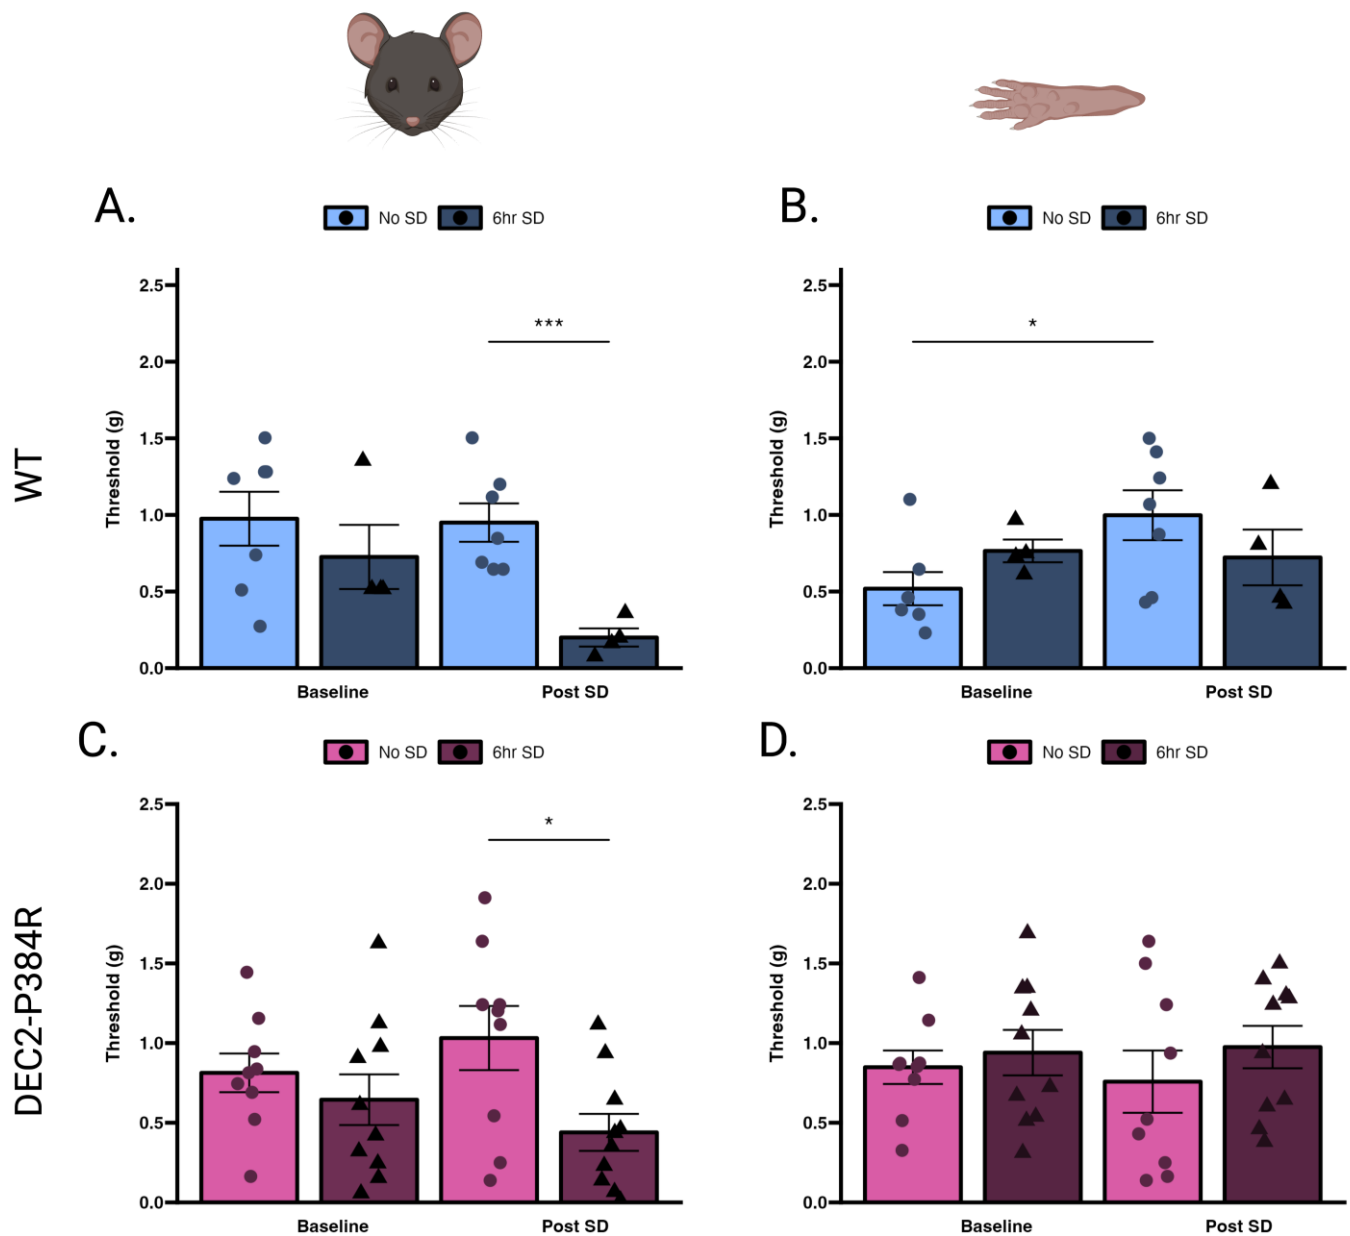 A.
No SD 6hr SD
2.5
2.0
1.5
1.0
0.5
0.0
Threshold (g)
***
Baseline Post SD
B.
No SD 6hr SD
2.5
2.0
1.5
1.0
0.5
0.0
Threshold (g)
*
Baseline Post SD
WT
C.
No SD 6hr SD
2.5
2.0
1.5
1.0
0.5
0.0
Threshold (g)
*
Baseline Post SD
D.
No SD 6hr SD
2.5
2.0
1.5
1.0
0.5
0.0
Threshold (g)
Baseline Post SD
DEC2-P384R